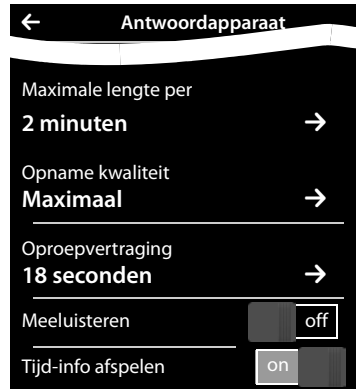 Antwoordapparaat
Maximale lengte per
2 minuten
Opname kwaliteit
Maximaal
Oproepvertraging
18 seconden
Meeluisteren off
Tijd-info afspelen on